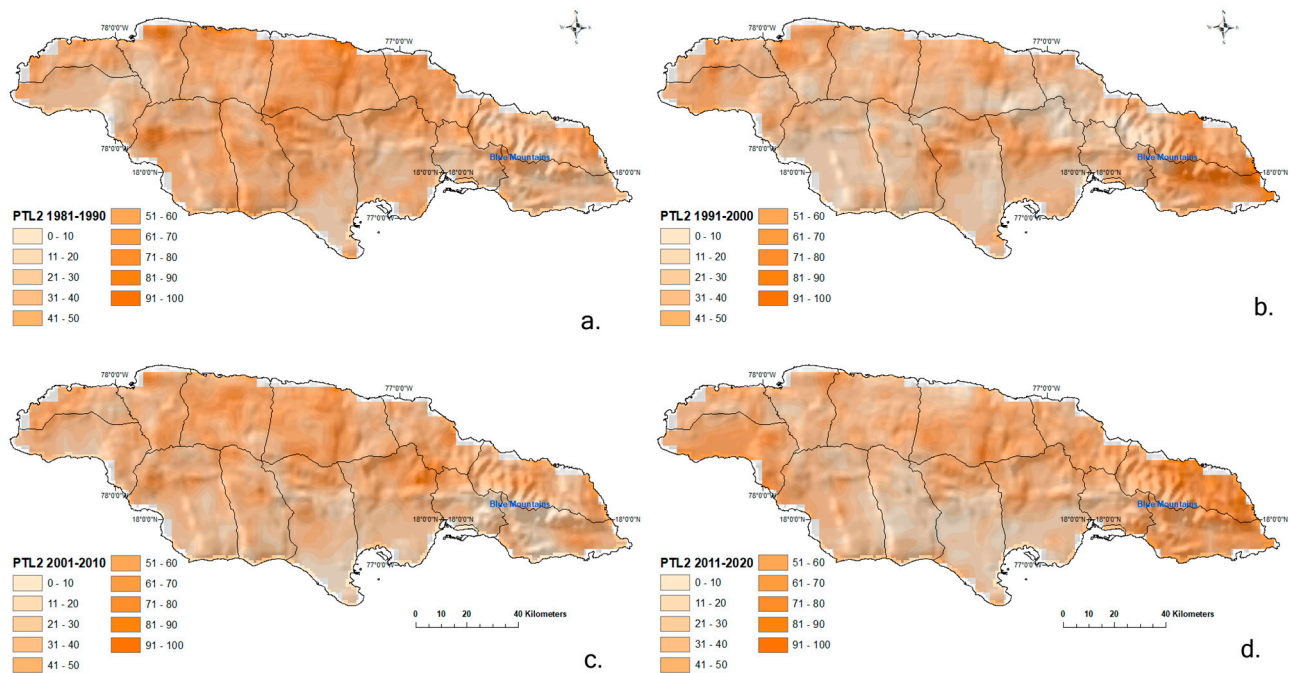 78°0'0"W
77°0'0"W
Blue Mountains
78°0'0"W
18°0'0"N
18°0'0"N
77°0'0"W
PTL2 1981-1990
0 - 10
11 - 20
21 - 30
31 - 40
41 - 50
51 - 60
61 - 70
71 - 80
81 - 90
91 - 100
a.
78°0'0"W
77°0'0"W
Blue Mountains
78°0'0"W
18°0'0"N
18°0'0"N
18°0'0"N
77°0'0"W
PTL2 1991-2000
0 - 10
11 - 20
21 - 30
31 - 40
41 - 50
51 - 60
61 - 70
71 - 80
81 - 90
91 - 100
b.
78°0'0"W
77°0'0"W
Blue Mountains
78°0'0"W
18°0'0"N
18°0'0"N
18°0'0"N
77°0'0"W
PTL2 2001-2010
0 - 10
11 - 20
21 - 30
31 - 40
41 - 50
51 - 60
61 - 70
71 - 80
81 - 90
91 - 100
0 10 20 40 Kilometers
c.
78°0'0"W
77°0'0"W
Blue Mountains
78°0'0"W
18°0'0"N
18°0'0"N
18°0'0"N
77°0'0"W
PTL2 2011-2020
0 - 10
11 - 20
21 - 30
31 - 40
41 - 50
51 - 60
61 - 70
71 - 80
81 - 90
91 - 100
0 10 20 40 Kilometers
d.